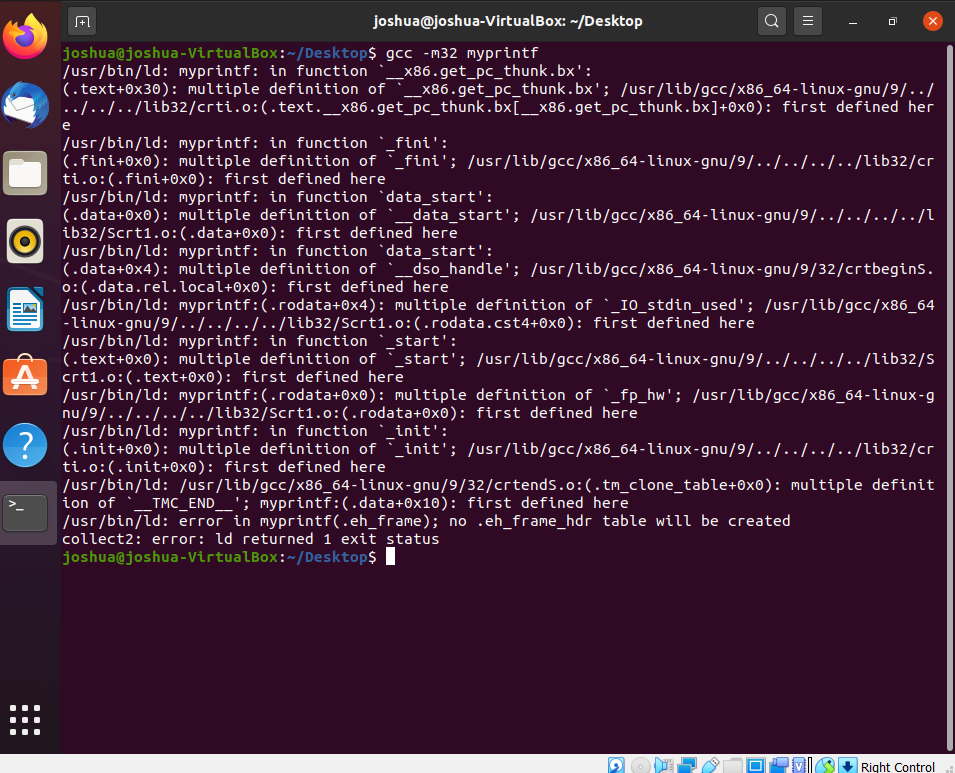 joshua@joshua-VirtualBox: ~/Desktop
joshua@joshua-VirtualBox:~/Desktop$ gcc -m32 myprintf
/usr/bin/ld: myprintf: in function `__x86.get_pc_thunk.bx':
(.text+0x30): multiple definition of `__x86.get_pc_thunk.bx'; /usr/lib/gcc/x86_64-linux-gnu/9/../
../../../lib32/crti.o:(.text.__x86.get_pc_thunk.bx[__x86.get_pc_thunk.bx]+0x0): first defined her
e
/usr/bin/ld: myprintf: in function `_fini':
(.fini+0x0): multiple definition of `_fini'; /usr/lib/gcc/x86_64-linux-gnu/9/../../../../lib32/cr
ti.o:(.fini+0x0): first defined here
/usr/bin/ld: myprintf: in function `data_start':
(.data+0x0): multiple definition of `__data_start'; /usr/lib/gcc/x86_64-linux-gnu/9/../../../../l
ib32/Scrt1.o:(.data+0x0): first defined here
/usr/bin/ld: myprintf: in function `data_start':
(.data+0x4): multiple definition of `__dso_handle'; /usr/lib/gcc/x86_64-linux-gnu/9/32/crtbeginS.
o:(.data.rel.local+0x0): first defined here
/usr/bin/ld: myprintf:(.rodata+0x4): multiple definition of `_IO_stdin_used'; /usr/lib/gcc/x86_64
-linux-gnu/9/../../../../lib32/Scrt1.o:(.rodata.cst4+0x0): first defined here
/usr/bin/ld: myprintf: in function `_start':
(.text+0x0): multiple definition of `_start'; /usr/lib/gcc/x86_64-linux-gnu/9/../../../../lib32/S
crt1.o:(.text+0x0): first defined here
/usr/bin/ld: myprintf:(.rodata+0x0): multiple definition of `_fp_hw'; /usr/lib/gcc/x86_64-linux-g
nu/9/../../../../lib32/Scrt1.o:(.rodata+0x0): first defined here
/usr/bin/ld: myprintf: in function `_init':
(.init+0x0): multiple definition of `_init'; /usr/lib/gcc/x86_64-linux-gnu/9/../../../../lib32/cr
ti.o:(.init+0x0): first defined here
/usr/bin/ld: /usr/lib/gcc/x86_64-linux-gnu/9/32/crtendS.o:(.tm_clone_table+0x0): multiple definit
ion of `__TMC_END__'; myprintf:(.data+0x10): first defined here
/usr/bin/ld: error in myprintf(.eh_frame); no .eh_frame_hdr table will be created
collect2: error: ld returned 1 exit status
joshua@joshua-VirtualBox:~/Desktop$
Right Control